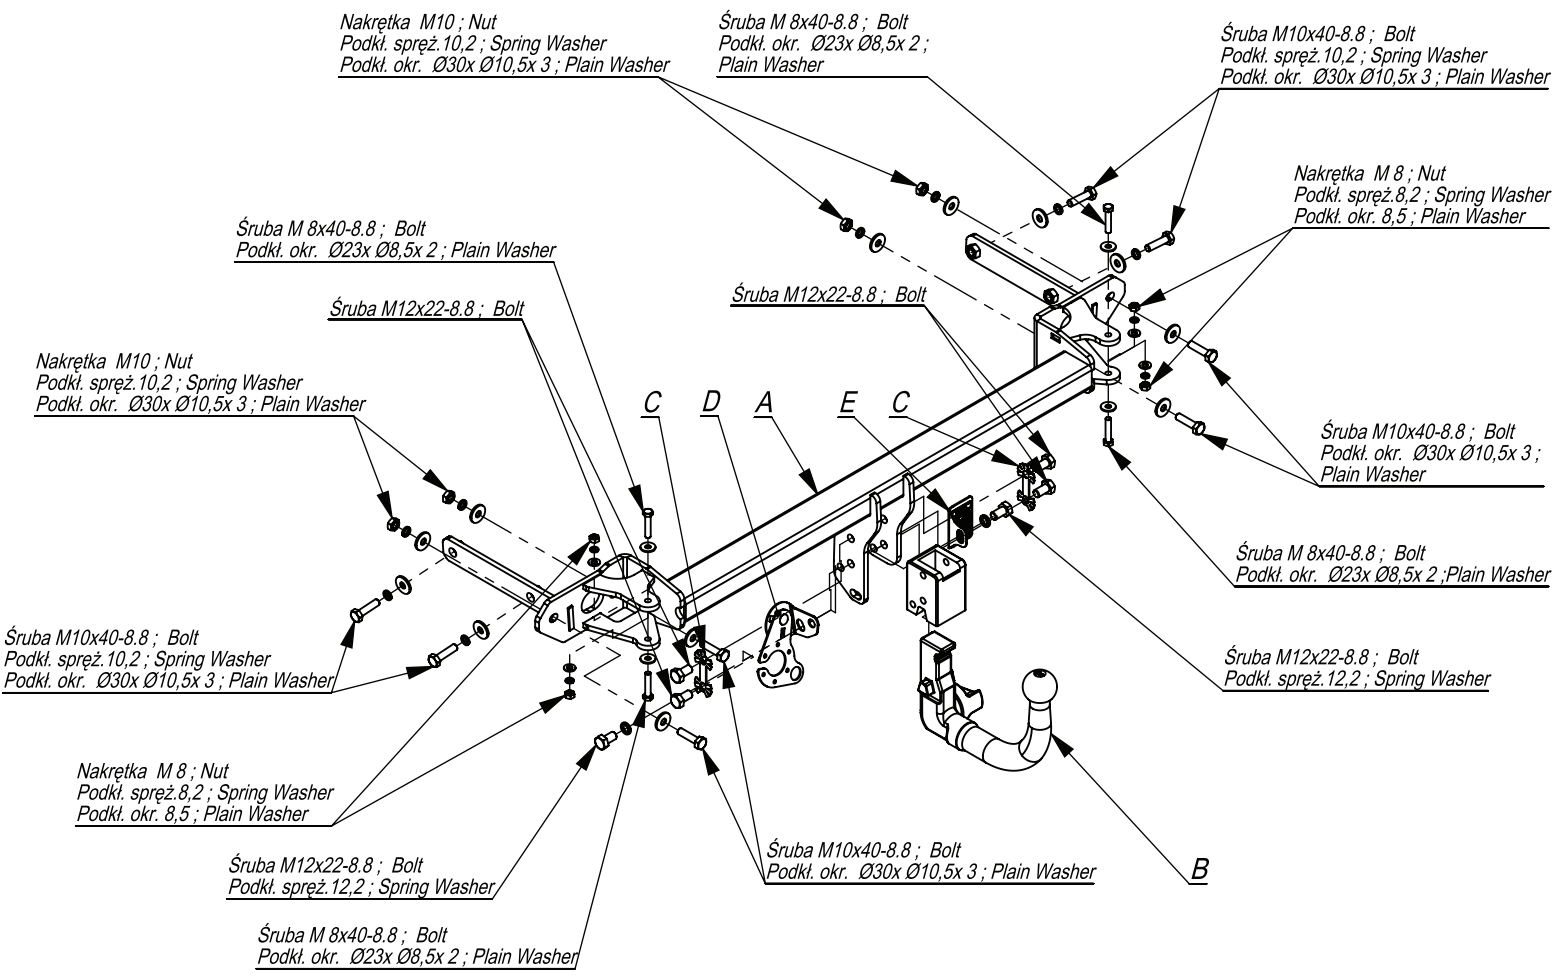 Nakrętka M10 ; Nut
Podkł. spręż.10,2 ; Spring Washer
Podkł. okr. Ø30x Ø10,5x 3 ; Plain Washer
Śruba M 8x40-8.8 ; Bolt
Podkł. okr. Ø23x Ø8,5x 2 ;
Plain Washer
Śruba M10x40-8.8 ; Bolt
Podkł. spręż.10,2 ; Spring Washer
Podkł. okr. Ø30x Ø10,5x 3 ; Plain Washer
Nakrętka M 8 ; Nut
Podkł. spręż.8,2 ; Spring Washer
Podkł. okr. 8,5 ; Plain Washer
Śruba M 8x40-8.8 ; Bolt
Podkł. okr. Ø23x Ø8,5x 2 ; Plain Washer
Śruba M12x22-8.8 ; Bolt
Śruba M12x22-8.8 ; Bolt
Nakrętka M10 ; Nut
Podkł. spręż.10,2 ; Spring Washer
Podkł. okr. Ø30x Ø10,5x 3 ; Plain Washer
C
D
A
E
C
Śruba M10x40-8.8 ; Bolt
Podkł. okr. Ø30x Ø10,5x 3 ;
Plain Washer
Śruba M 8x40-8.8 ; Bolt
Podkł. okr. Ø23x Ø8,5x 2 ;Plain Washer
Śruba M10x40-8.8 ; Bolt
Podkł. spręż.10,2 ; Spring Washer
Podkł. okr. Ø30x Ø10,5x 3 ; Plain Washer
Śruba M12x22-8.8 ; Bolt
Podkł. spręż.12,2 ; Spring Washer
Nakrętka M 8 ; Nut
Podkł. spręż.8,2 ; Spring Washer
Podkł. okr. 8,5 ; Plain Washer
Śruba M12x22-8.8 ; Bolt
Podkł. spręż.12,2 ; Spring Washer
Śruba M10x40-8.8 ; Bolt
Podkł. okr. Ø30x Ø10,5x 3 ; Plain Washer
B
Śruba M 8x40-8.8 ; Bolt
Podkł. okr. Ø23x Ø8,5x 2 ; Plain Washer